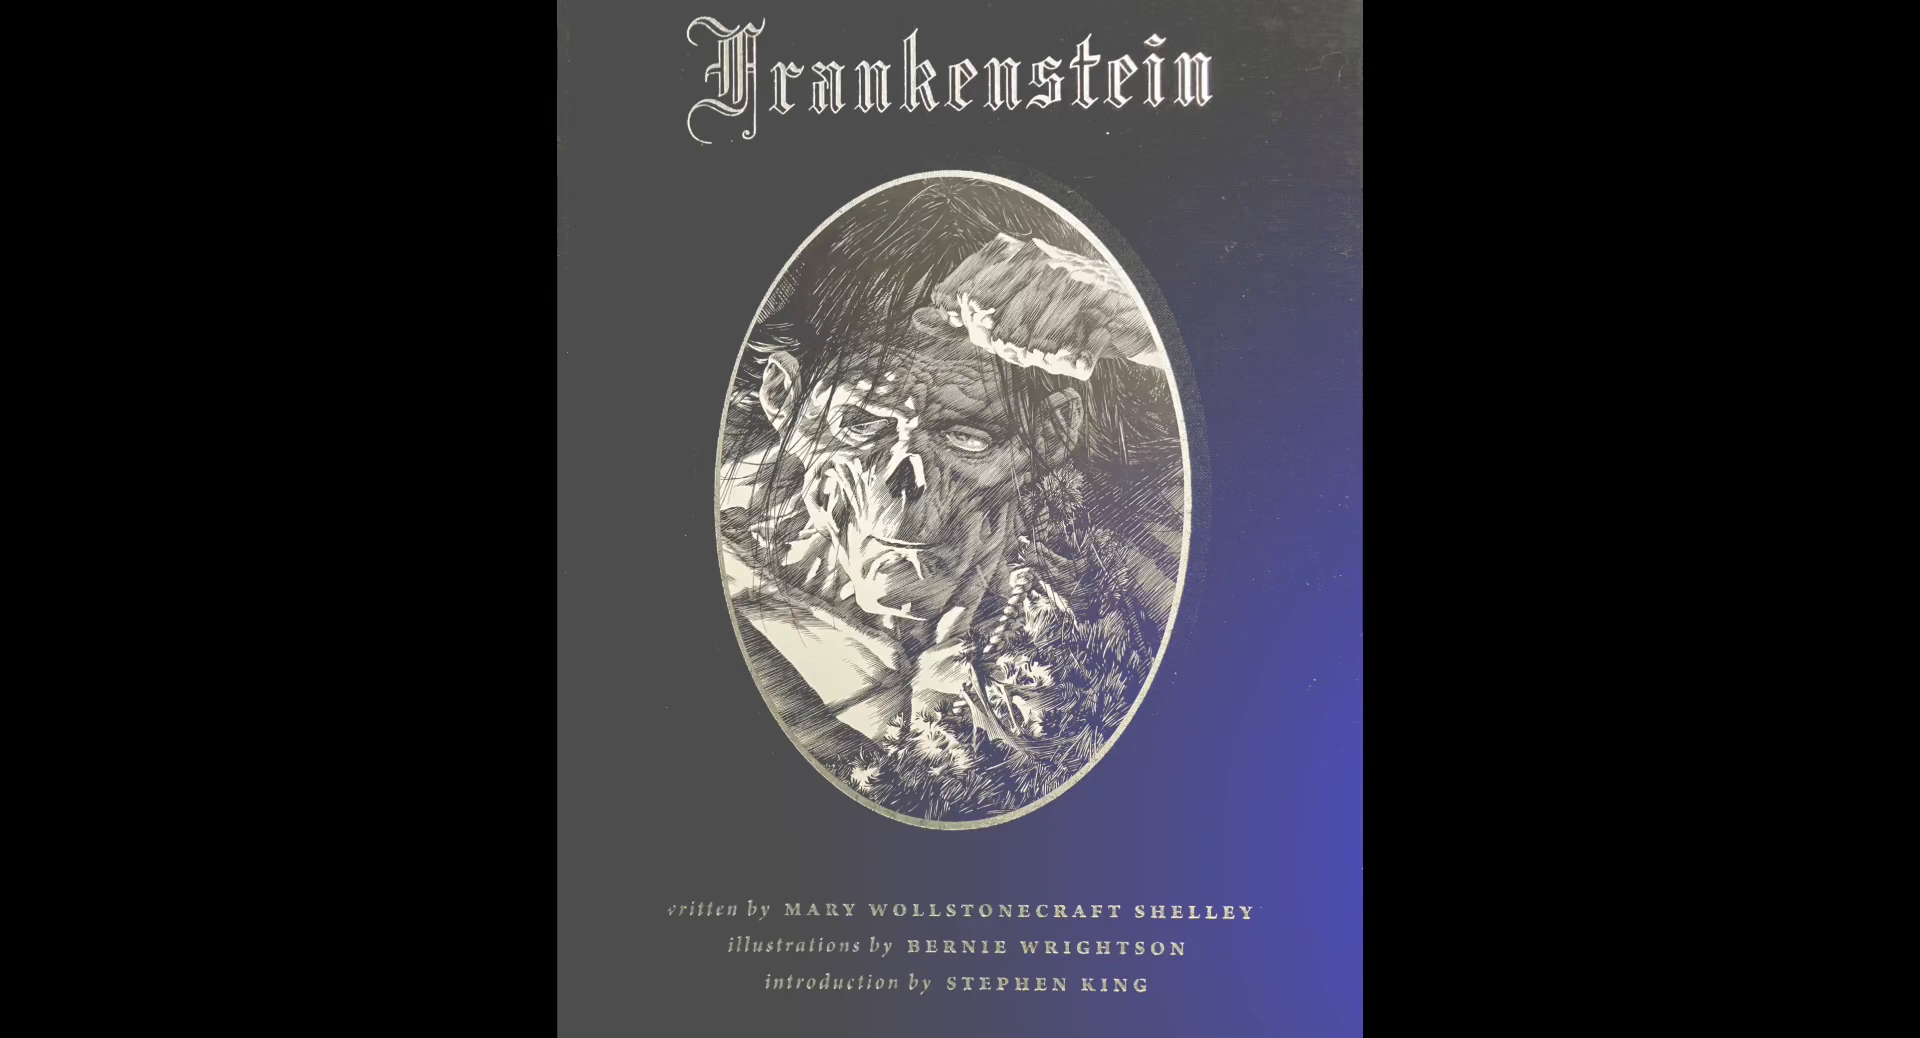 Frankenstein
written by MARY WOLLSTONECRAFT SHELLEY
illustrations by BERNIE WRIGHTSON
introduction by STEPHEN KING